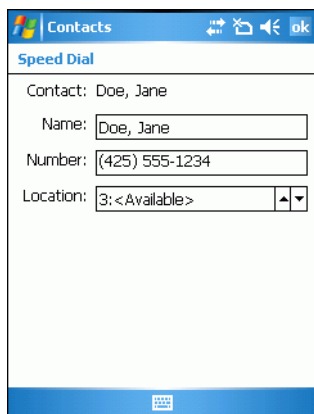 Contacts ok
Speed Dial
Contact: Doe, Jane
Name: Doe, Jane
Number: (425) 555-1234
Location: 3:<Available>